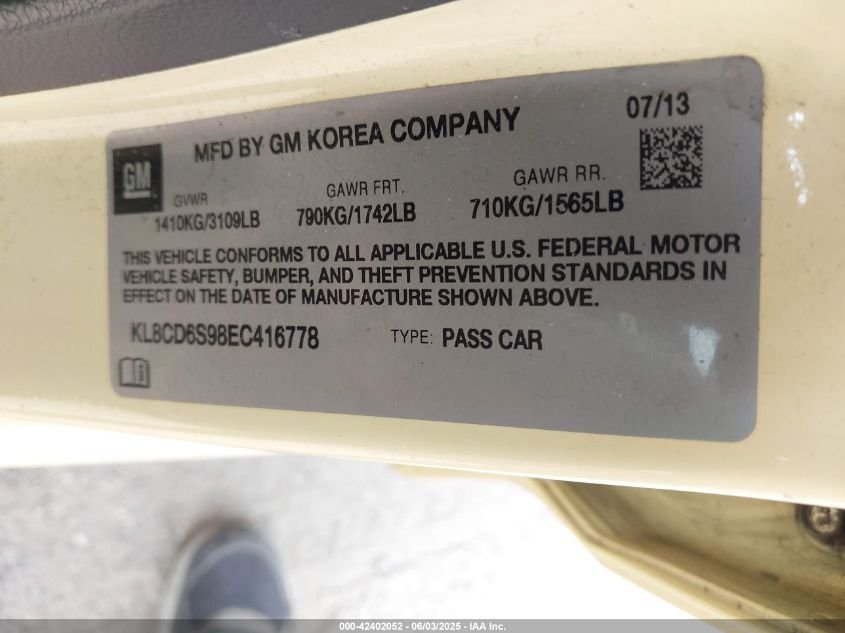 MFD BY GM KOREA COMPANY 07/13
GM
GVWR GAWR FRT. GAWR RR.
1410KG/3109LB 790KG/1742LB 710KG/1565LB
THIS VEHICLE CONFORMS TO ALL APPLICABLE U.S. FEDERAL MOTOR
VEHICLE SAFETY, BUMPER, AND THEFT PREVENTION STANDARDS IN
EFFECT ON THE DATE OF MANUFACTURE SHOWN ABOVE.
KL8CD6S98EC416778 TYPE: PASS CAR
i
000-42402052 - 06/03/2025 - IAA Inc.